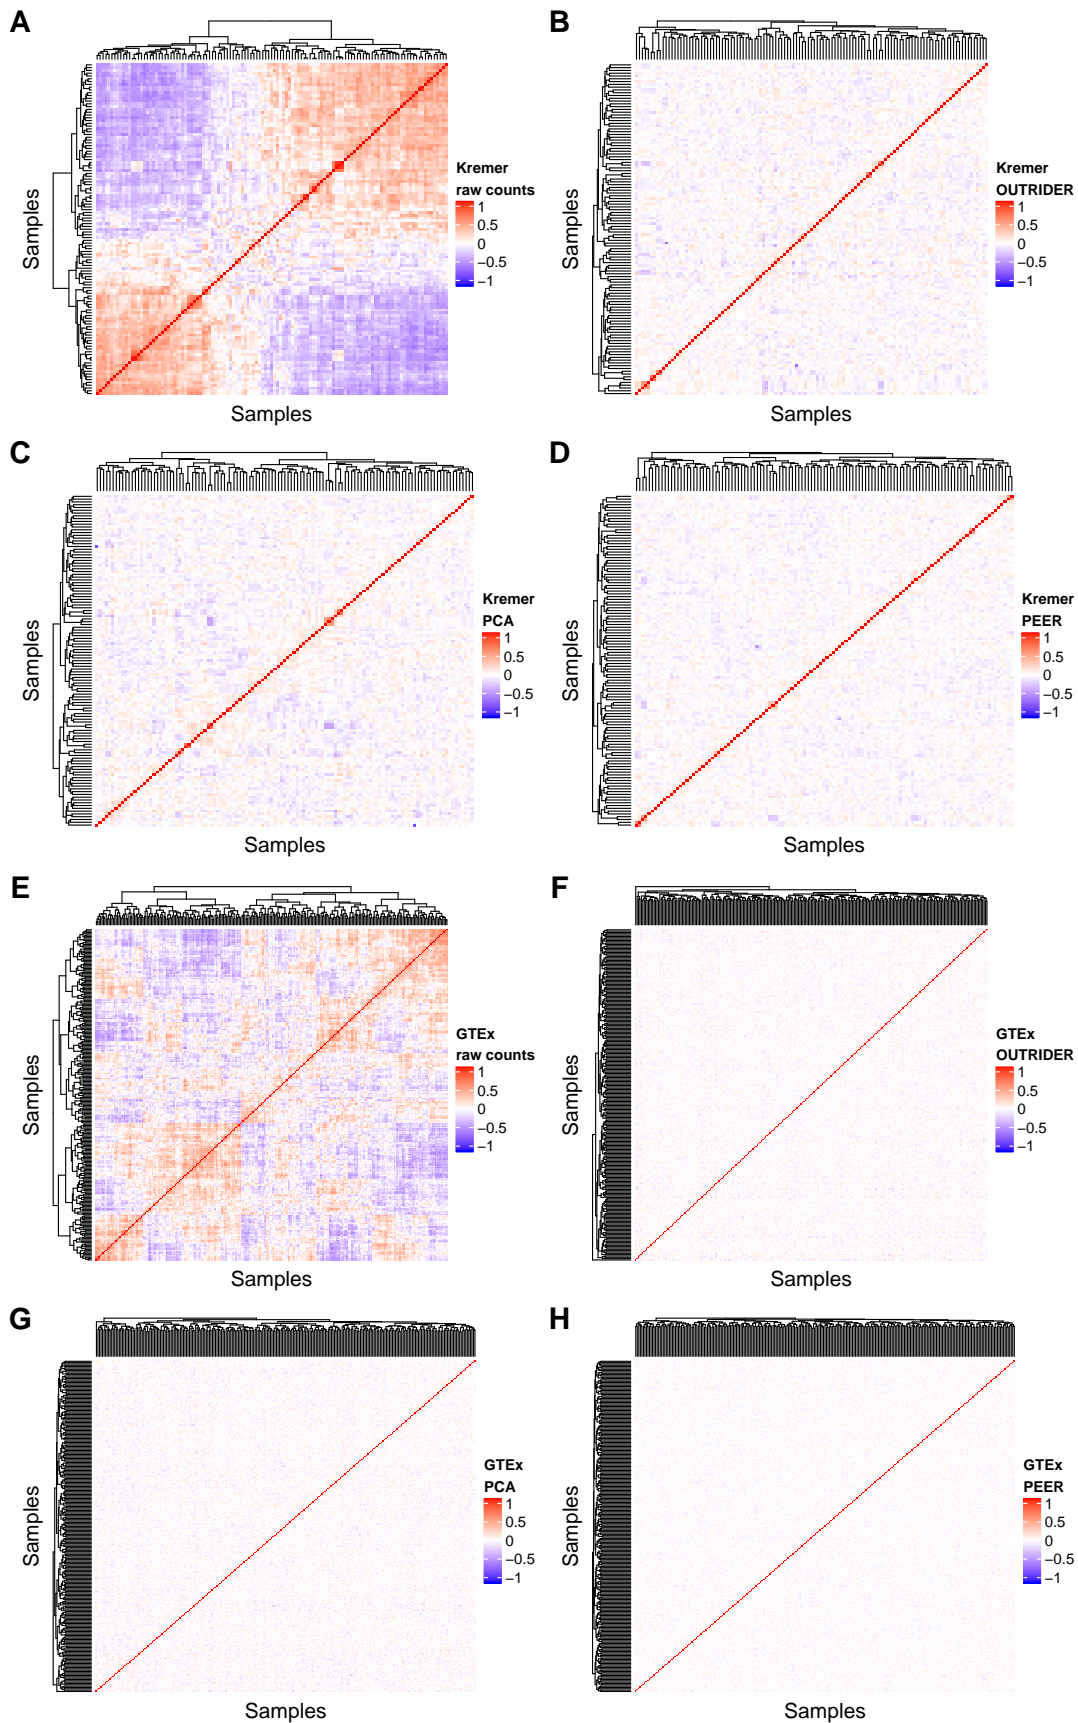 A
Samples
Samples
Kremer
raw counts
1
0.5
0
−0.5
−1
B
Samples
Samples
Kremer
OUTRIDER
1
0.5
0
−0.5
−1
C
Samples
Samples
Kremer
PCA
1
0.5
0
−0.5
−1
D
Samples
Samples
Kremer
PEER
1
0.5
0
−0.5
−1
E
Samples
Samples
GTEx
raw counts
1
0.5
0
−0.5
−1
F
Samples
Samples
GTEx
OUTRIDER
1
0.5
0
−0.5
−1
G
Samples
Samples
GTEx
PCA
1
0.5
0
−0.5
−1
H
Samples
Samples
GTEx
PEER
1
0.5
0
−0.5
−1